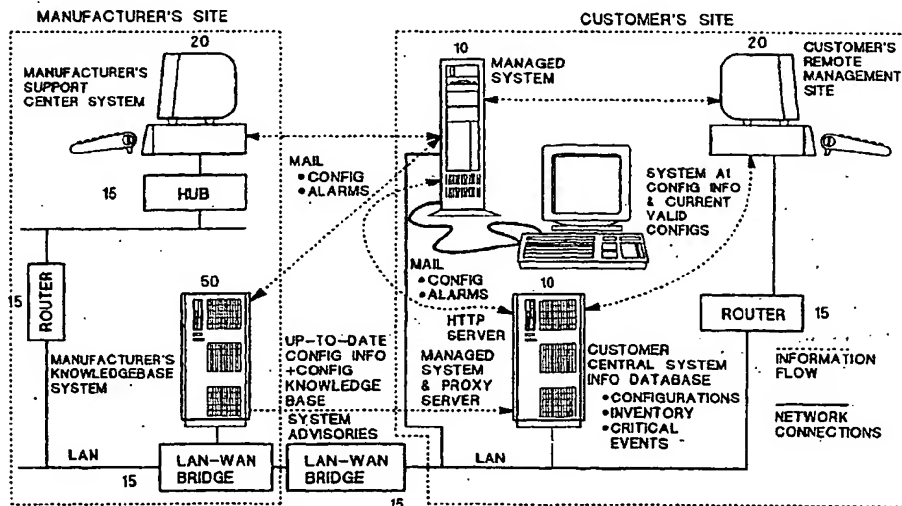 MANUFACTURER'S SITE
CUSTOMER'S SITE
20
MANUFACTURER'S
SUPPORT
CENTER SYSTEM
10
MANAGED
SYSTEM
20
CUSTOMER'S
REMOTE
MANAGEMENT
SITE
MAIL
•CONFIG
•ALARMS
15
HUB
SYSTEM A1
CONFIG INFO
& CURRENT
VALID
CONFIGS
15
ROUTER
50
MANUFACTURER'S
KNOWLEDGEBASE
SYSTEM
MAIL
•CONFIG
•ALARMS
10
HTTP
SERVER
MANAGED
SYSTEM
& PROXY
SERVER
UP-TO-DATE
CONFIG INFO
+CONFIG
KNOWLEDGE
BASE
SYSTEM
ADVISORIES
CUSTOMER
CENTRAL SYSTEM
INFO DATABASE
•CONFIGURATIONS
•INVENTORY
•CRITICAL
EVENTS
ROUTER
15
INFORMATION
FLOW
NETWORK
CONNECTIONS
LAN
15
LAN-WAN
BRIDGE
LAN-WAN
BRIDGE
15
LAN